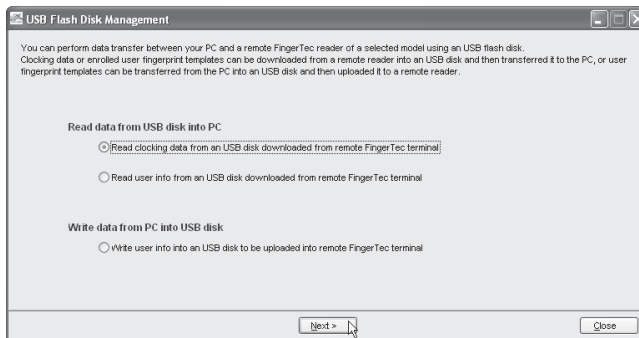 USB Flash Disk Management
You can perform data transfer between your PC and a remote FingerTec reader of a selected model using an USB flash disk.
Clocking data or enrolled user fingerprint templates can be downloaded from a remote reader into an USB disk and then transferred it to the PC, or user
fingerprint templates can be transferred from the PC into an USB disk and then uploaded it to a remote reader.
Read data from USB disk into PC
Read clocking data from an USB disk downloaded from remote FingerTec terminal
Read user info from an USB disk downloaded from remote FingerTec terminal
Write data from PC into USB disk
Write user info into an USB disk to be uploaded into remote FingerTec terminal
Next >
Close